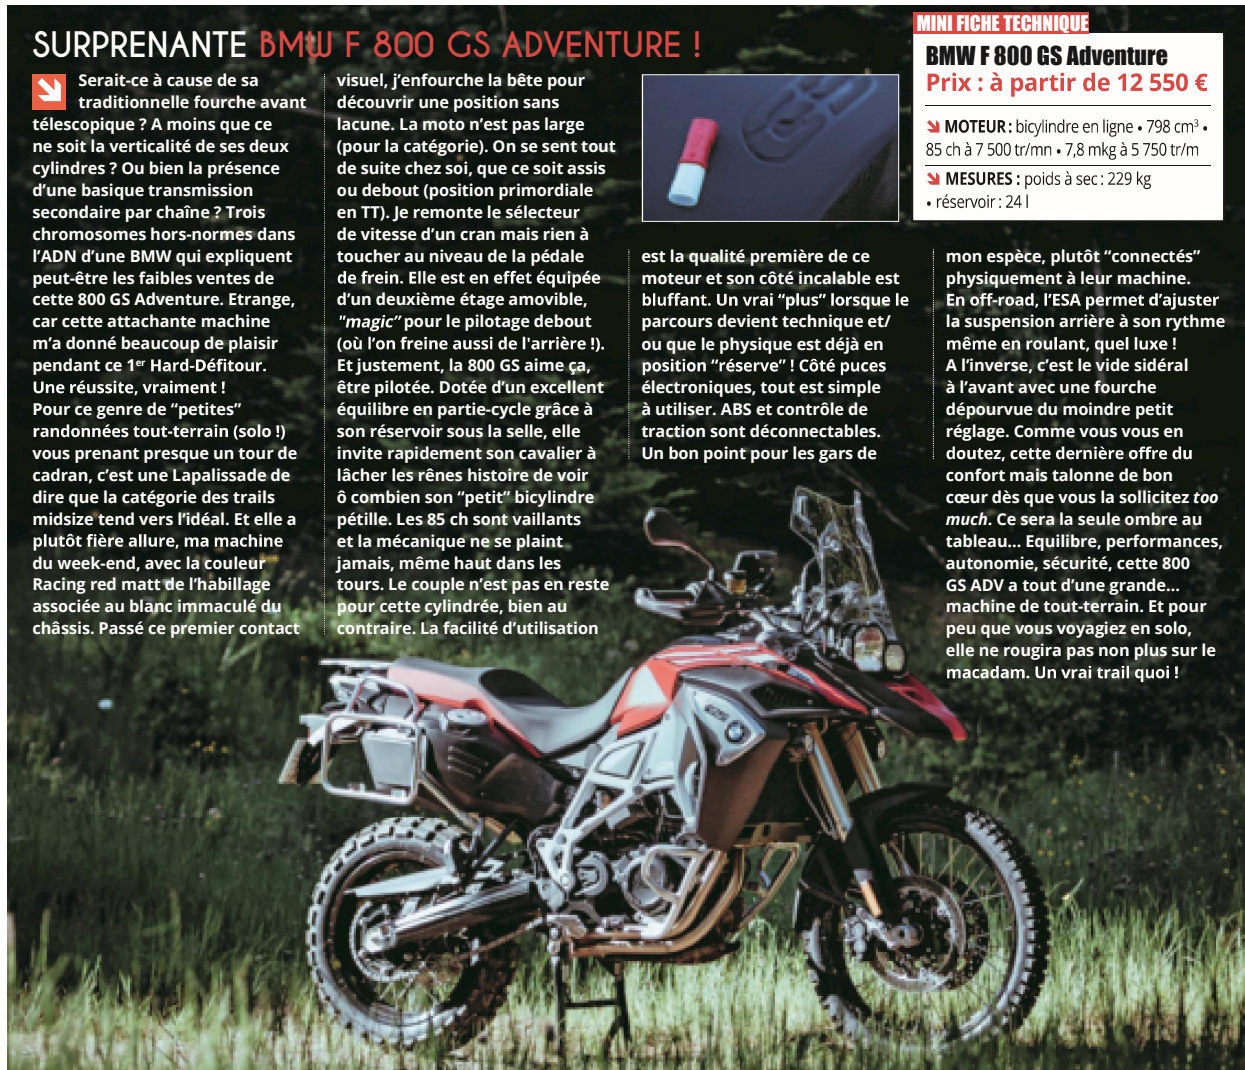 SURPRENANTE BMW F 800 GS ADVENTURE !
Serait-ce à cause de sa
traditionnelle fourche avant
télescopique ? A moins que ce
ne soit la verticalité de ses deux
cylindres ? Ou bien la présence
d’une basique transmission
secondaire par chaîne ? Trois
chromosomes hors-normes dans
l’ADN d’une BMW qui expliquent
peut-être les faibles ventes de
cette 800 GS Adventure. Etrange,
car cette attachante machine
m’a donné beaucoup de plaisir
pendant ce 1er Hard-Défitour.
Une réussite, vraiment !
Pour ce genre de “petites”
randonnées tout-terrain (solo !)
vous prenant presque un tour de
cadran, c’est une Lapalissade de
dire que la catégorie des trails
midsize tend vers l’idéal. Et elle a
plutôt fière allure, ma machine
du week-end, avec la couleur
Racing red matt de l’habillage
associée au blanc immaculé du
châssis. Passé ce premier contact
visuel, j’enfourche la bête pour
découvrir une position sans
lacune. La moto n’est pas large
(pour la catégorie). On se sent tout
de suite chez soi, que ce soit assis
ou debout (position primordiale
en TT). Je remonte le sélecteur
de vitesse d’un cran mais rien à
toucher au niveau de la pédale
de frein. Elle est en effet équipée
d’un deuxième étage amovible,
"magic” pour le pilotage debout
(où l’on freine aussi de l'arrière !).
Et justement, la 800 GS aime ça,
être pilotée. Dotée d’un excellent
équilibre en partie-cycle grâce à
son réservoir sous la selle, elle
invite rapidement son cavalier à
lâcher les rênes histoire de voir
ô combien son “petit” bicylindre
pétille. Les 85 ch sont vaillants
et la mécanique ne se plaint
jamais, même haut dans les
tours. Le couple n’est pas en reste
pour cette cylindrée, bien au
contraire. La facilité d’utilisation
est la qualité première de ce
moteur et son côté incalable est
bluffant. Un vrai “plus” lorsque le
parcours devient technique et/
ou que le physique est déjà en
position “réserve” ! Côté puces
électroniques, tout est simple
à utiliser. ABS et contrôle de
traction sont déconnectables.
Un bon point pour les gars de
mon espèce, plutôt “connectés”
physiquement à leur machine.
En off-road, l’ESA permet d’ajuster
la suspension arrière à son rythme
même en roulant, quel luxe !
A l’inverse, c’est le vide sidéral
à l’avant avec une fourche
dépourvue du moindre petit
réglage. Comme vous vous en
doutez, cette dernière offre du
confort mais talonne de bon
cœur dès que vous la sollicitez too
much. Ce sera la seule ombre au
tableau... Equilibre, performances,
autonomie, sécurité, cette 800
GS ADV a tout d’une grande...
machine de tout-terrain. Et pour
peu que vous voyagiez en solo,
elle ne rougira pas non plus sur le
macadam. Un vrai trail quoi !
MINI FICHE TECHNIQUE
BMW F 800 GS Adventure
Prix : à partir de 12 550 €
MOTEUR : bicylindre en ligne • 798 cm³ •
85 ch à 7 500 tr/mn • 7,8 mkg à 5 750 tr/m
MESURES : poids à sec : 229 kg
• réservoir : 24 l
GS
GS